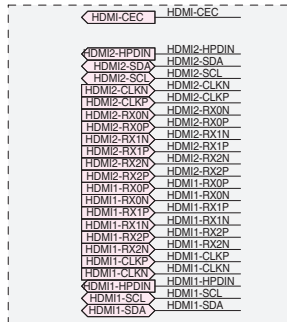 HDMI-CEC HDMI-CEC
HDMI2-HPDIN HDMI2-HPDIN
HDMI2-SDA HDMI2-SDA
HDMI2-SCL HDMI2-SCL
HDMI2-CLKN HDMI2-CLKN
HDMI2-CLKP HDMI2-CLKP
HDMI2-RX0N HDMI2-RX0N
HDMI2-RX0P HDMI2-RX0P
HDMI2-RX1N HDMI2-RX1N
HDMI2-RX1P HDMI2-RX1P
HDMI2-RX2N HDMI2-RX2N
HDMI2-RX2P HDMI2-RX2P
HDMI1-RX0P HDMI1-RX0P
HDMI1-RX0N HDMI1-RX0N
HDMI1-RX1P HDMI1-RX1P
HDMI1-RX1N HDMI1-RX1N
HDMI1-RX2P HDMI1-RX2P
HDMI1-RX2N HDMI1-RX2N
HDMI1-CLKP HDMI1-CLKP
HDMI1-CLKN HDMI1-CLKN
HDMI1-HPDIN HDMI1-HPDIN
HDMI1-SCL HDMI1-SCL
HDMI1-SDA HDMI1-SDA